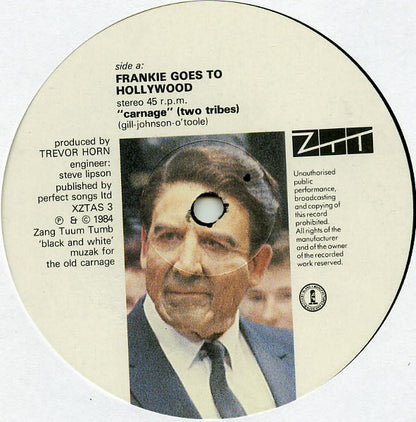 side a:
FRANKIE GOES TO
HOLLYWOOD
stereo 45 r.p.m.
"carnage" (two tribes)
(gill-johnson-o'toole)
produced by
TREVOR HORN
engineer:
steve lipson
published by
perfect songs ltd
XZTAS 3
℗ & © 1984
Zang Tuum Tumb
'black and white'
muzak for
the old carnage
ZTT
Unauthorised
public
performance,
broadcasting
and copying of
this record
prohibited.
All rights of the
manufacturer
and of the owner
of the recorded
work reserved.